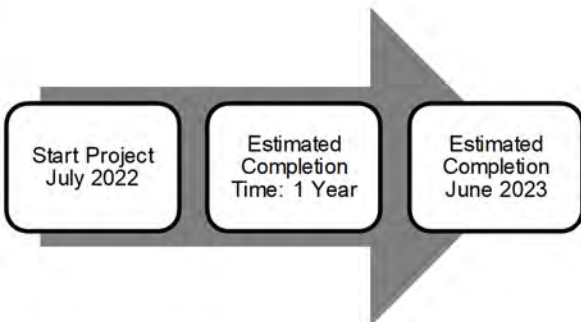 Start Project
July 2022
Estimated
Completion
Time: 1 Year
Estimated
Completion
June 2023